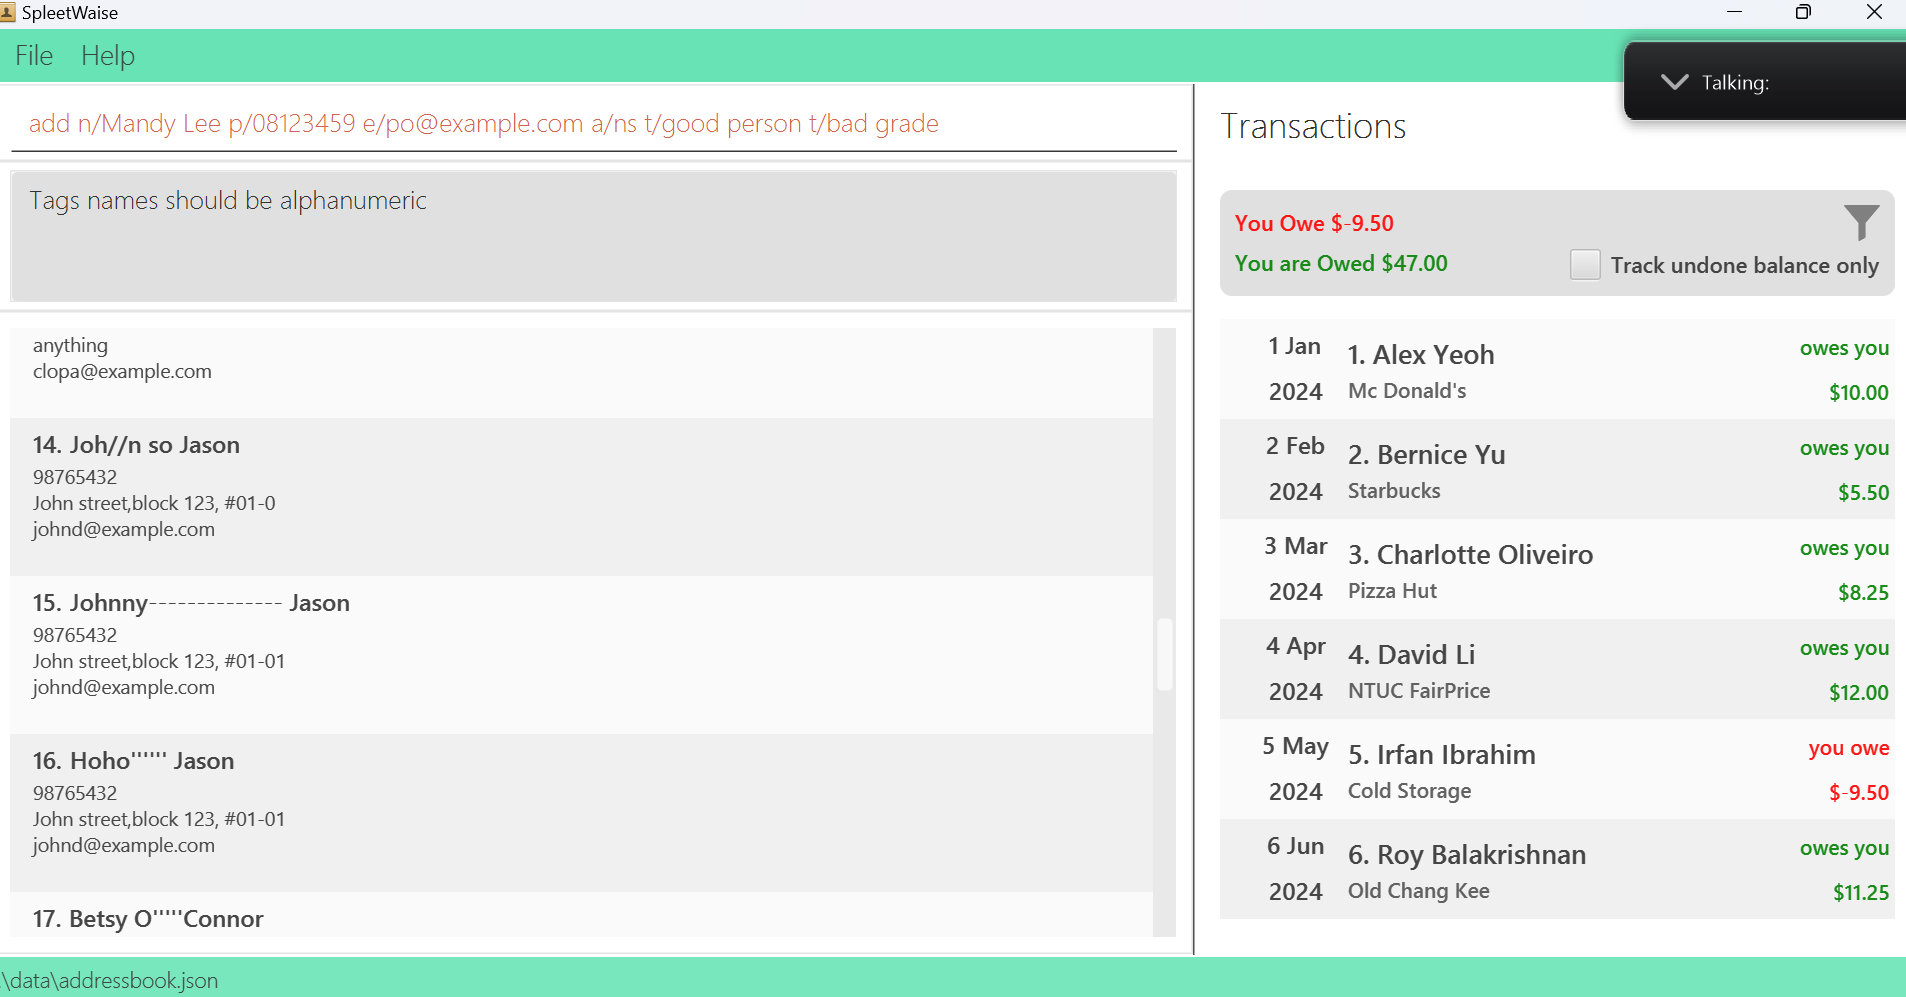 SpleetWaise
File Help
Talking:
add n/Mandy Lee p/08123459 e/po@example.com a/ns t/good person t/bad grade
Tags names should be alphanumeric
anything
clopa@example.com
14. Joh//n so Jason
98765432
John street,block 123, #01-0
johnd@example.com
15. Johnny-------------- Jason
98765432
John street,block 123, #01-01
johnd@example.com
16. Hoho'''''' Jason
98765432
John street,block 123, #01-01
johnd@example.com
17. Betsy O'''''Connor
Transactions
You Owe $-9.50
You are Owed $47.00
Track undone balance only
1 Jan 2024
1. Alex Yeoh
Mc Donald's
owes you
$10.00
2 Feb 2024
2. Bernice Yu
Starbucks
owes you
$5.50
3 Mar 2024
3. Charlotte Oliveiro
Pizza Hut
owes you
$8.25
4 Apr 2024
4. David Li
NTUC FairPrice
owes you
$12.00
5 May 2024
5. Irfan Ibrahim
Cold Storage
you owe
$-9.50
6 Jun 2024
6. Roy Balakrishnan
Old Chang Kee
owes you
$11.25
\data\addressbook.json